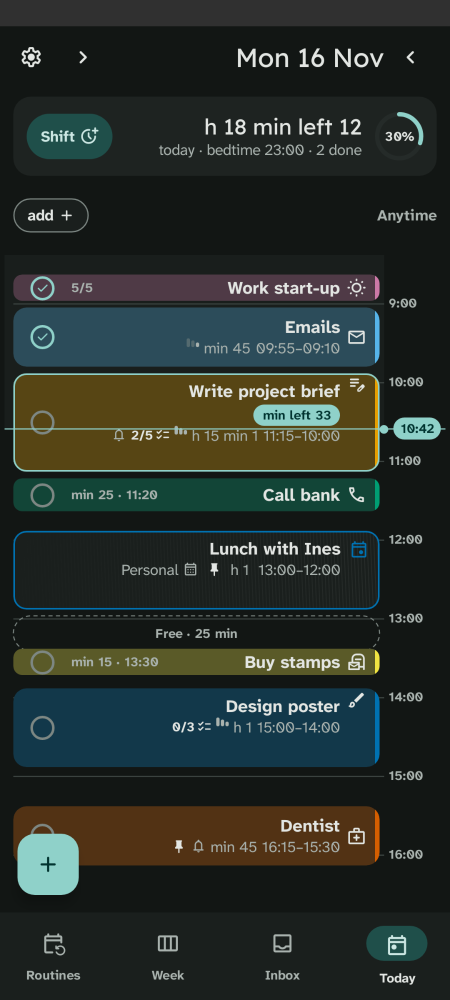 Mon 16 Nov
Shift
h 18 min left 12
today · bedtime 23:00 · 2 done
30%
add +
Anytime
5/5
Work start-up
9:00
Emails
min 45 09:55–09:10
10:00
Write project brief
min left 33
10:42
2/5 h 15 min 1 11:15–10:00
11:00
min 25 · 11:20
Call bank
12:00
Lunch with Ines
Personal h 1 13:00–12:00
13:00
Free · 25 min
min 15 · 13:30
Buy stamps
14:00
Design poster
0/3 h 1 15:00–14:00
15:00
Dentist
min 45 16:15–15:30
16:00
+
Routines
Week
Inbox
Today